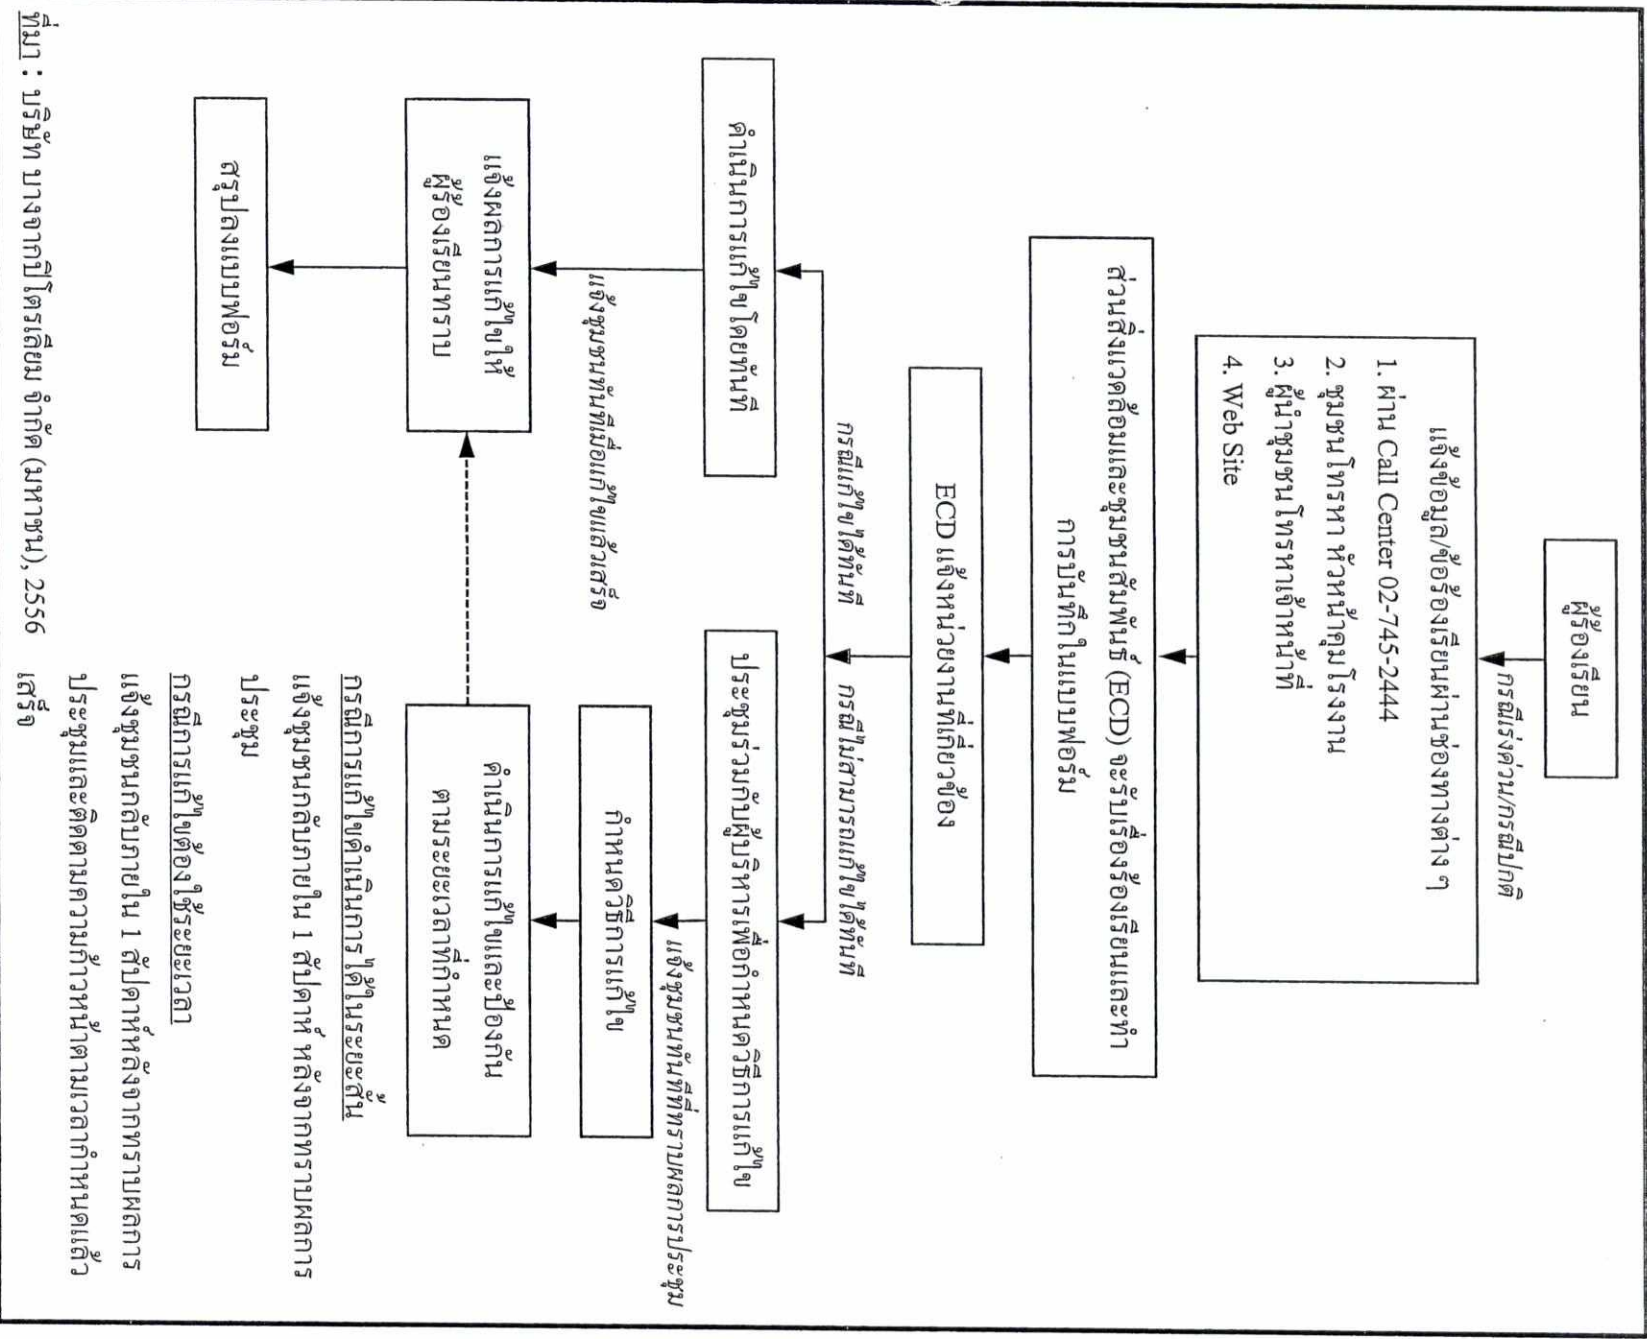 ผู้ร้องเรียน
กรณีเร่งด่วน/กรณีปกติ
แจ้งข้อมูล/ข้อร้องเรียนผ่านช่องทางต่าง ๆ
1. ผ่าน Call Center 02-745-2444
2. ชุมชนโทรหา หัวหน้าคุมโรงงาน
3. ผู้นำชุมชนโทรหาเจ้าหน้าที่
4. Web Site
ส่วนสิ่งแวดล้อมและชุมชนสัมพันธ์ (ECD) จะรับเรื่องร้องเรียนและทำ
การบันทึกในแบบฟอร์ม
ECD แจ้งหน่วยงานที่เกี่ยวข้อง
กรณีแก้ไขได้ทันที
กรณีไม่สามารถแก้ไขได้ทันที
ดำเนินการแก้ไขโดยทันที
ประชุมร่วมกับผู้บริหารเพื่อกำหนดวิธีการแก้ไข
แจ้งชุมชนทันทีที่ทราบผลการประชุม
แจ้งชุมชนทันทีเมื่อแก้ไขแล้วเสร็จ
กำหนดวิธีการแก้ไข
แจ้งผลการแก้ไขให้
ผู้ร้องเรียนทราบ
ดำเนินการแก้ไขและป้องกัน
ตามระยะเวลาที่กำหนด
สรุปลงแบบฟอร์ม
กรณีการแก้ไขดำเนินการได้ในระยะสั้น
แจ้งชุมชนกลับภายใน 1 สัปดาห์ หลังจากทราบผลการ
ประชุม
กรณีการแก้ไขต้องใช้ระยะเวลา
แจ้งชุมชนกลับภายใน 1 สัปดาห์หลังจากทราบผลการ
ประชุมและติดตามความก้าวหน้าตามเวลากำหนดแล้ว
เสร็จ
ที่มา : บริษัท บางจากปิโตรเลียม จำกัด (มหาชน), 2556